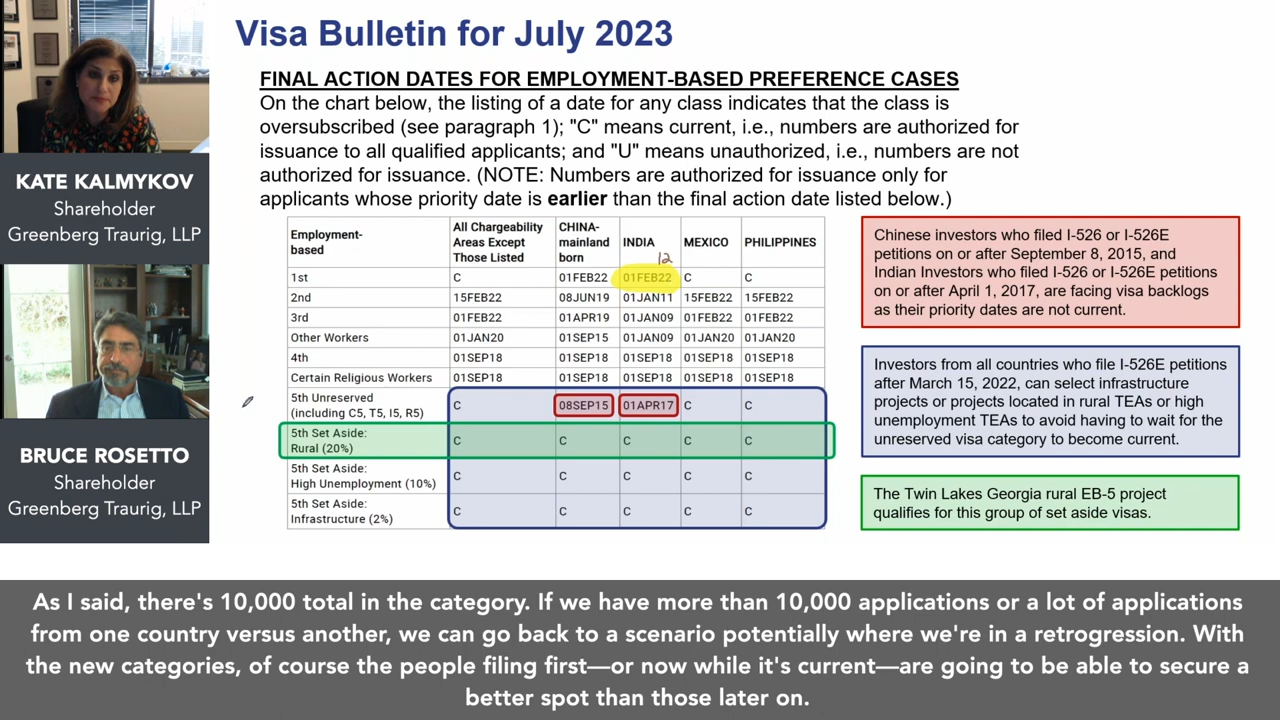 Visa Bulletin for July 2023
FINAL ACTION DATES FOR EMPLOYMENT-BASED PREFERENCE CASES
On the chart below, the listing of a date for any class indicates that the class is
oversubscribed (see paragraph 1); "C" means current, i.e., numbers are authorized for
issuance to all qualified applicants; and "U" means unauthorized, i.e., numbers are not
authorized for issuance. (NOTE: Numbers are authorized for issuance only for
applicants whose priority date is earlier than the final action date listed below.)
KATE KALMYKOV
Shareholder
Greenberg Traurig, LLP
BRUCE ROSETTO
Shareholder
Greenberg Traurig, LLP
Employment-
based
All Chargeability
Areas Except
Those Listed
CHINA-
mainland
born
INDIA
MEXICO
PHILIPPINES
12
1st C 01FEB22 01FEB22 C C
2nd 15FEB22 08JUN19 01JAN11 15FEB22 15FEB22
3rd 01FEB22 01APR19 01JAN09 01FEB22 01FEB22
Other Workers 01JAN20 01SEP15 01JAN09 01JAN20 01JAN20
4th 01SEP18 01SEP18 01SEP18 01SEP18 01SEP18
Certain Religious Workers 01SEP18 01SEP18 01SEP18 01SEP18 01SEP18
5th Unreserved
(including C5, T5, I5, R5) C 08SEP15 01APR17 C C
5th Set Aside:
Rural (20%) C C C C C
5th Set Aside:
High Unemployment (10%) C C C C C
5th Set Aside:
Infrastructure (2%) C C C C C
Chinese investors who filed I-526 or I-526E
petitions on or after September 8, 2015, and
Indian Investors who filed I-526 or I-526E petitions
on or after April 1, 2017, are facing visa backlogs
as their priority dates are not current.
Investors from all countries who file I-526E petitions
after March 15, 2022, can select infrastructure
projects or projects located in rural TEAs or high
unemployment TEAs to avoid having to wait for the
unreserved visa category to become current.
The Twin Lakes Georgia rural EB-5 project
qualifies for this group of set aside visas.
As I said, there's 10,000 total in the category. If we have more than 10,000 applications or a lot of applications
from one country versus another, we can go back to a scenario potentially where we're in a retrogression. With
the new categories, of course the people filing first—or now while it's current—are going to be able to secure a
better spot than those later on.